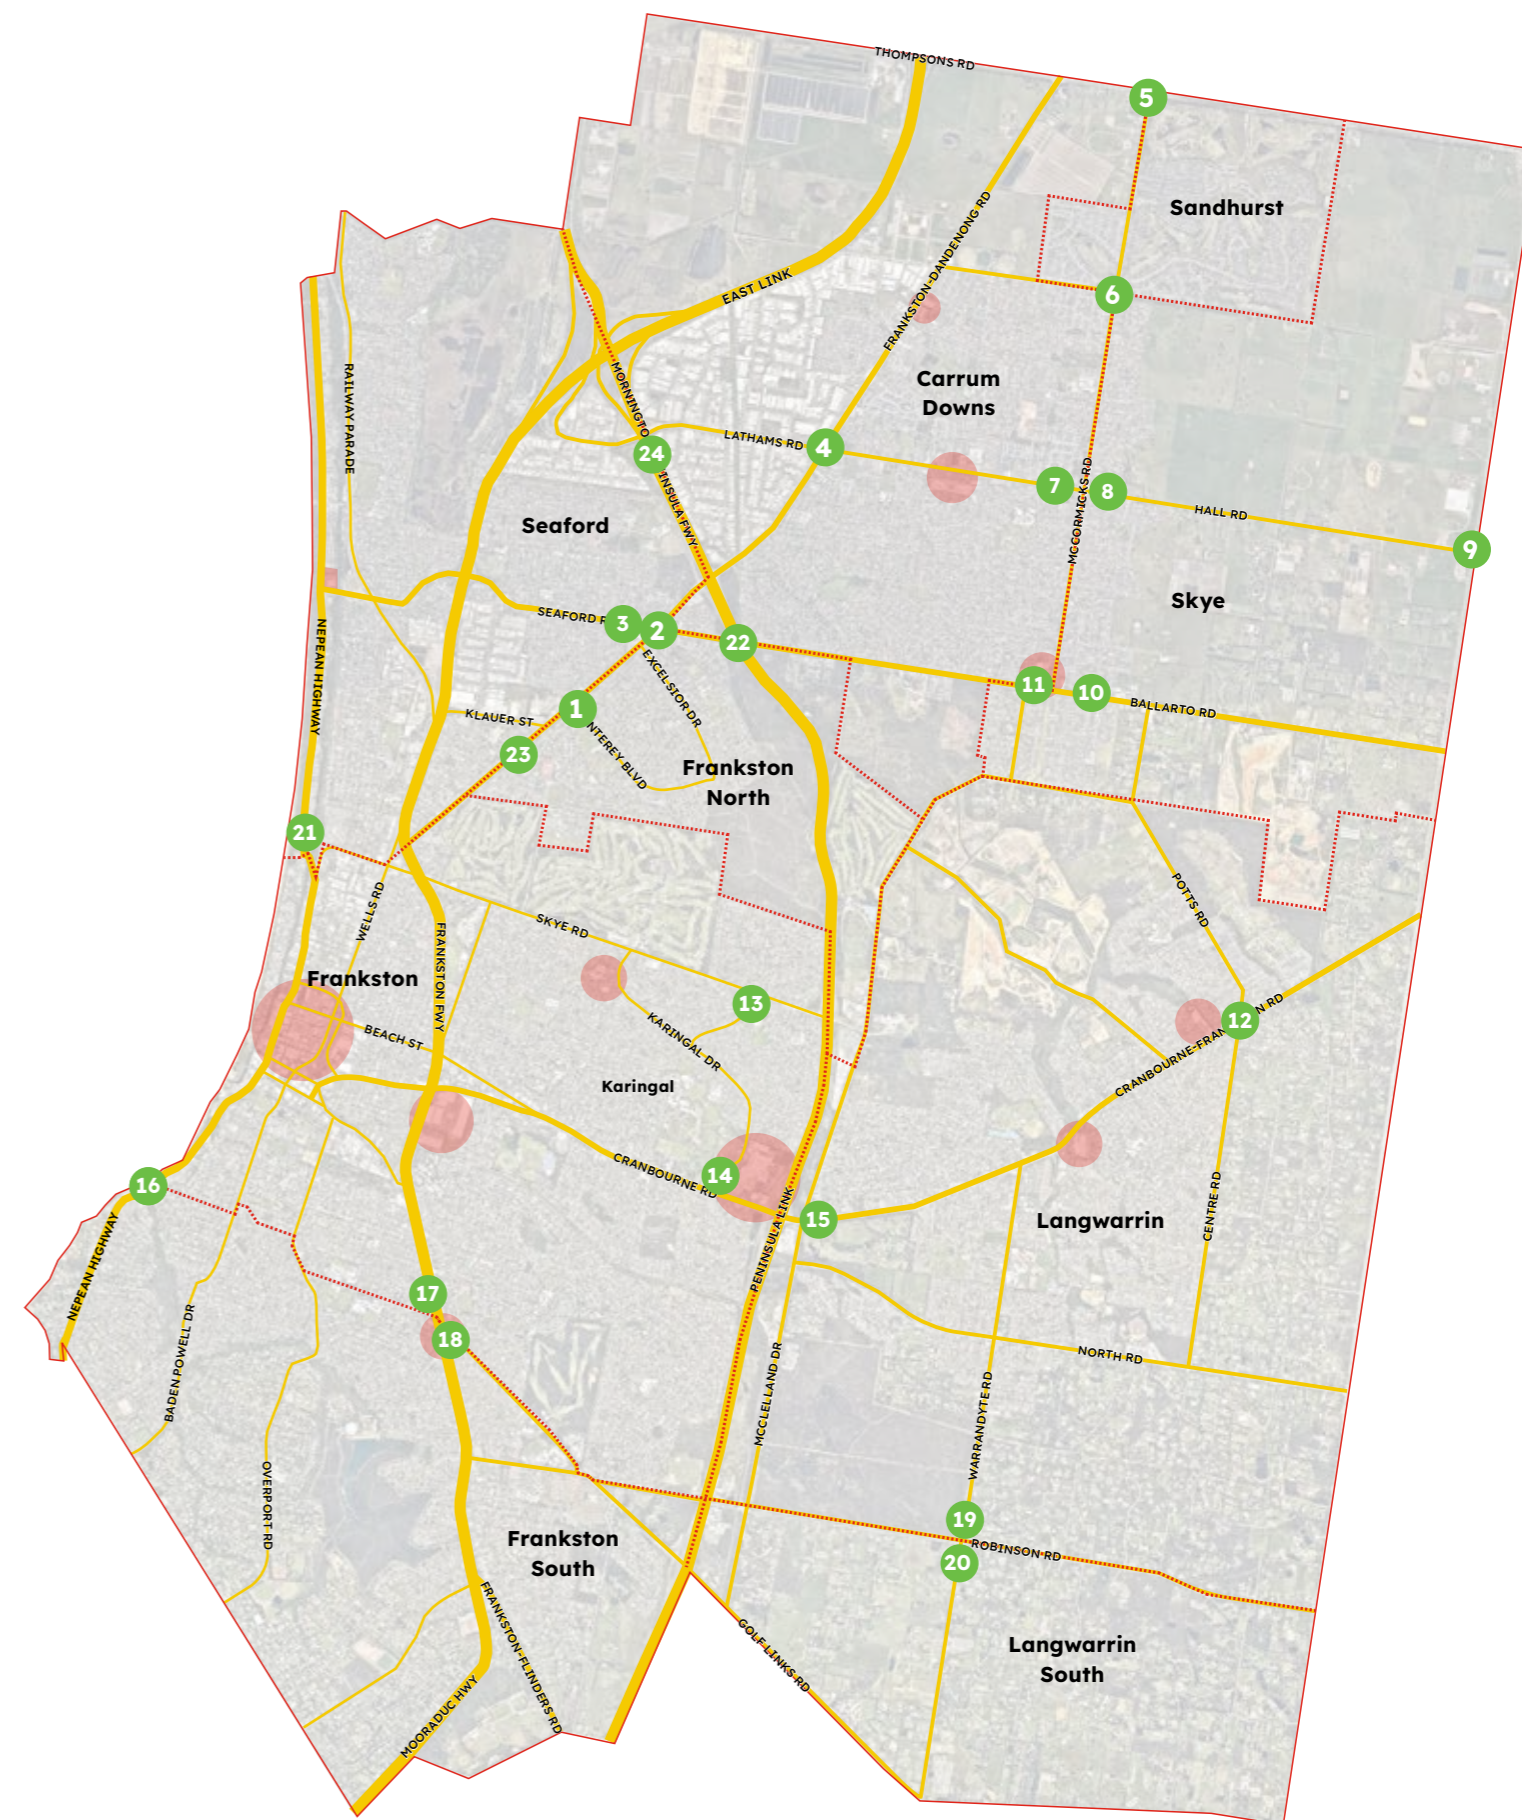 THOMPSONS RD
5
Sandhurst
FRANKSTON-DANDENONG RD
EAST LINK
6
RAILWAY PARADE
MORNINGTO
Carrum
Downs
LATHAMS RD
4
24
INSULA FWY
7
8
MCCORMICKS RD
HALL RD
9
Seaford
Skye
SEAFORD R
3
2
22
NEPEAN HIGHWAY
EXCELSIOR DR
11
10
BALLARTO RD
KLAUER ST
1
23
NTEREY BLVD
Frankston
North
21
WELLS RD
SKYE RD
POTTS RD
FRANKSTON FWY
Frankston
13
12
BEACH ST
KARINGAL DR
CRANBOURNE-FRAN
N RD
Karingal
14
CRANBOURNE RD
16
15
PENINSULA LINK
Langwarrin
CENTRE RD
NEPEAN HIGHWAY
17
18
BADEN POWELL DR
MCCLELLAND DR
NORTH RD
WARRANDYTE RD
OVERPORT RD
19
20
ROBINSON RD
Frankston
South
FRANKSTON-FLINDERS RD
GOLF LINKS RD
Langwarrin
South
MOORADUC HWY